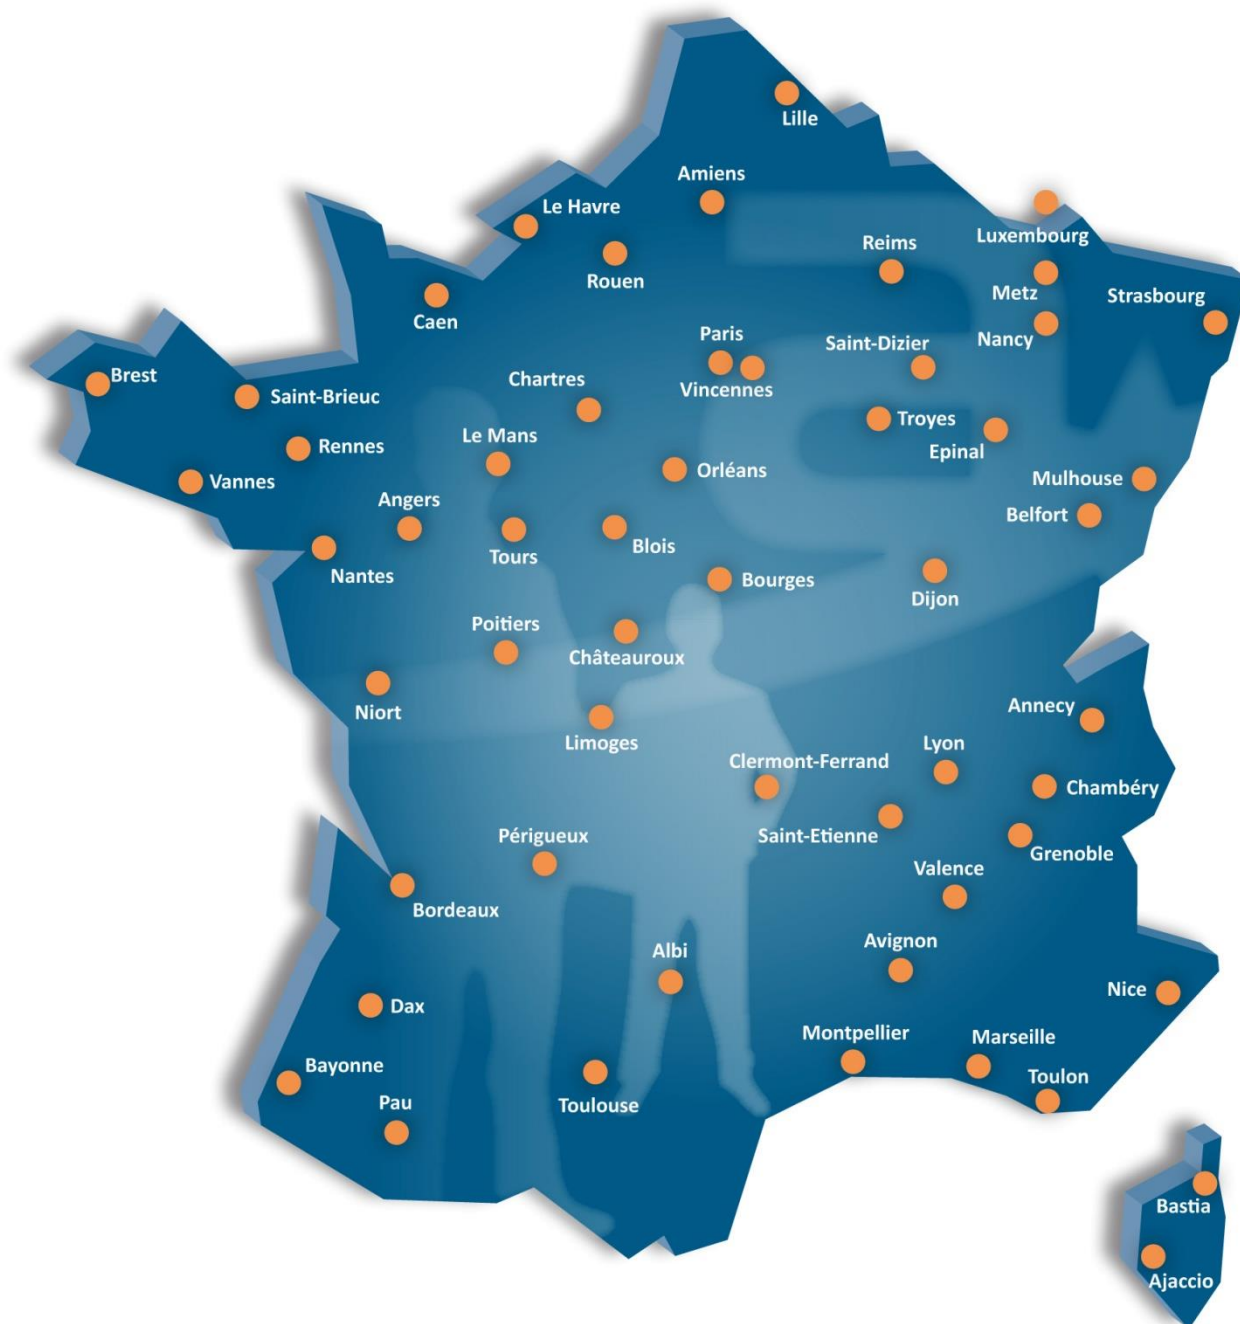 Lille
Amiens
Le Havre
Luxembourg
Reims
Rouen
Metz
Strasbourg
Caen
Paris
Nancy
Saint-Dizier
Brest
Chartres
Vincennes
Saint-Brieuc
Troyes
Le Mans
Rennes
Epinal
Orléans
Mulhouse
Vannes
Angers
Belfort
Blois
Tours
Nantes
Bourges
Dijon
Poitiers
Châteauroux
Annecy
Niort
Limoges
Lyon
Clermont-Ferrand
Chambéry
Périgueux
Saint-Etienne
Grenoble
Valence
Bordeaux
Avignon
Albi
Nice
Dax
Montpellier
Marseille
Bayonne
Toulon
Pau
Toulouse
Bastia
Ajaccio